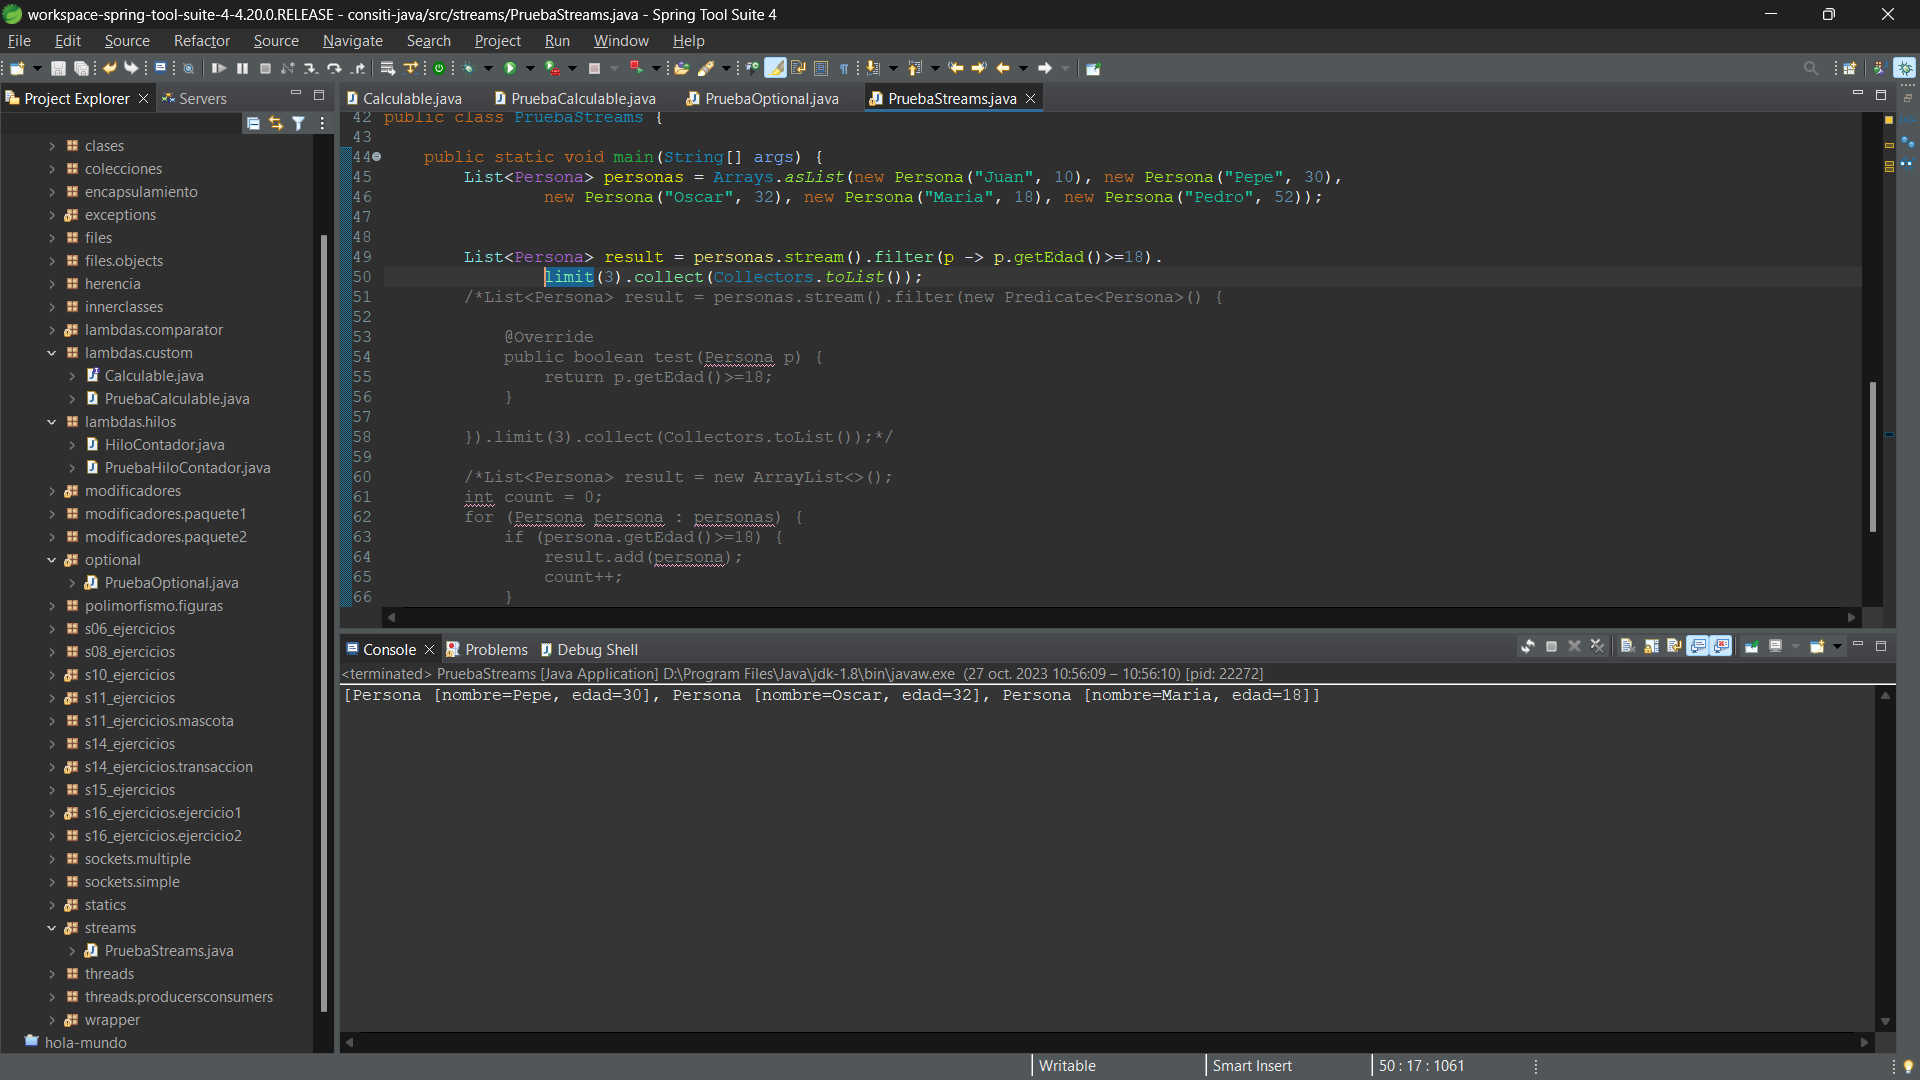 workspace-spring-tool-suite-4-4.20.0.RELEASE - consiti-java/src/streams/PruebaStreams.java - Spring Tool Suite 4
File Edit Source Refactor Source Navigate Search Project Run Window Help
Project Explorer Servers
clases
colecciones
encapsulamiento
exceptions
files
files.objects
herencia
innerclasses
lambdas.comparator
lambdas.custom
Calculable.java
PruebaCalculable.java
lambdas.hilos
HiloContador.java
PruebaHiloContador.java
modificadores
modificadores.paquete1
modificadores.paquete2
optional
PruebaOptional.java
polimorfismo.figuras
s06_ejercicios
s08_ejercicios
s10_ejercicios
s11_ejercicios
s11_ejercicios.mascota
s14_ejercicios
s14_ejercicios.transaccion
s15_ejercicios
s16_ejercicios.ejercicio1
s16_ejercicios.ejercicio2
sockets.multiple
sockets.simple
statics
streams
PruebaStreams.java
threads
threads.producersconsumers
wrapper
hola-mundo
Calculable.java PruebaCalculable.java PruebaOptional.java PruebaStreams.java
42 public class PruebaStreams {
43
44 public static void main(String[] args) {
45 List<Persona> personas = Arrays.asList(new Persona("Juan", 10), new Persona("Pepe", 30),
46 new Persona("Oscar", 32), new Persona("Maria", 18), new Persona("Pedro", 52));
47
48
49 List<Persona> result = personas.stream().filter(p -> p.getEdad()>=18).
50 limit(3).collect(Collectors.toList());
51 /*List<Persona> result = personas.stream().filter(new Predicate<Persona>() {
52
53 @Override
54 public boolean test(Persona p) {
55 return p.getEdad()>=18;
56 }
57
58 }).limit(3).collect(Collectors.toList());*/
59
60 /*List<Persona> result = new ArrayList<>();
61 int count = 0;
62 for (Persona persona : personas) {
63 if (persona.getEdad()>=18) {
64 result.add(persona);
65 count++;
66 }
Console Problems Debug Shell
<terminated> PruebaStreams [Java Application] D:\Program Files\Java\jdk-1.8\bin\javaw.exe (27 oct. 2023 10:56:09 – 10:56:10) [pid: 22272]
[Persona [nombre=Pepe, edad=30], Persona [nombre=Oscar, edad=32], Persona [nombre=Maria, edad=18]]
Writable Smart Insert 50 : 17 : 1061